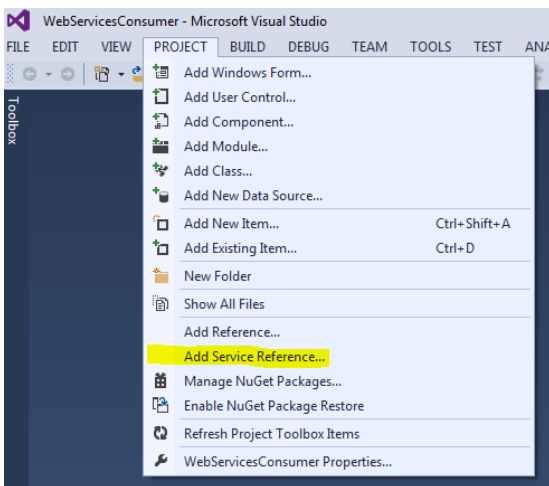 WebServicesConsumer - Microsoft Visual Studio
FILE EDIT VIEW PROJECT BUILD DEBUG TEAM TOOLS TEST
Toolbox
Add Windows Form...
Add User Control...
Add Component...
Add Module...
Add Class...
Add New Data Source...
Add New Item... Ctrl+Shift+A
Add Existing Item... Ctrl+D
New Folder
Show All Files
Add Reference...
Add Service Reference...
Manage NuGet Packages...
Enable NuGet Package Restore
Refresh Project Toolbox Items
WebServicesConsumer Properties...